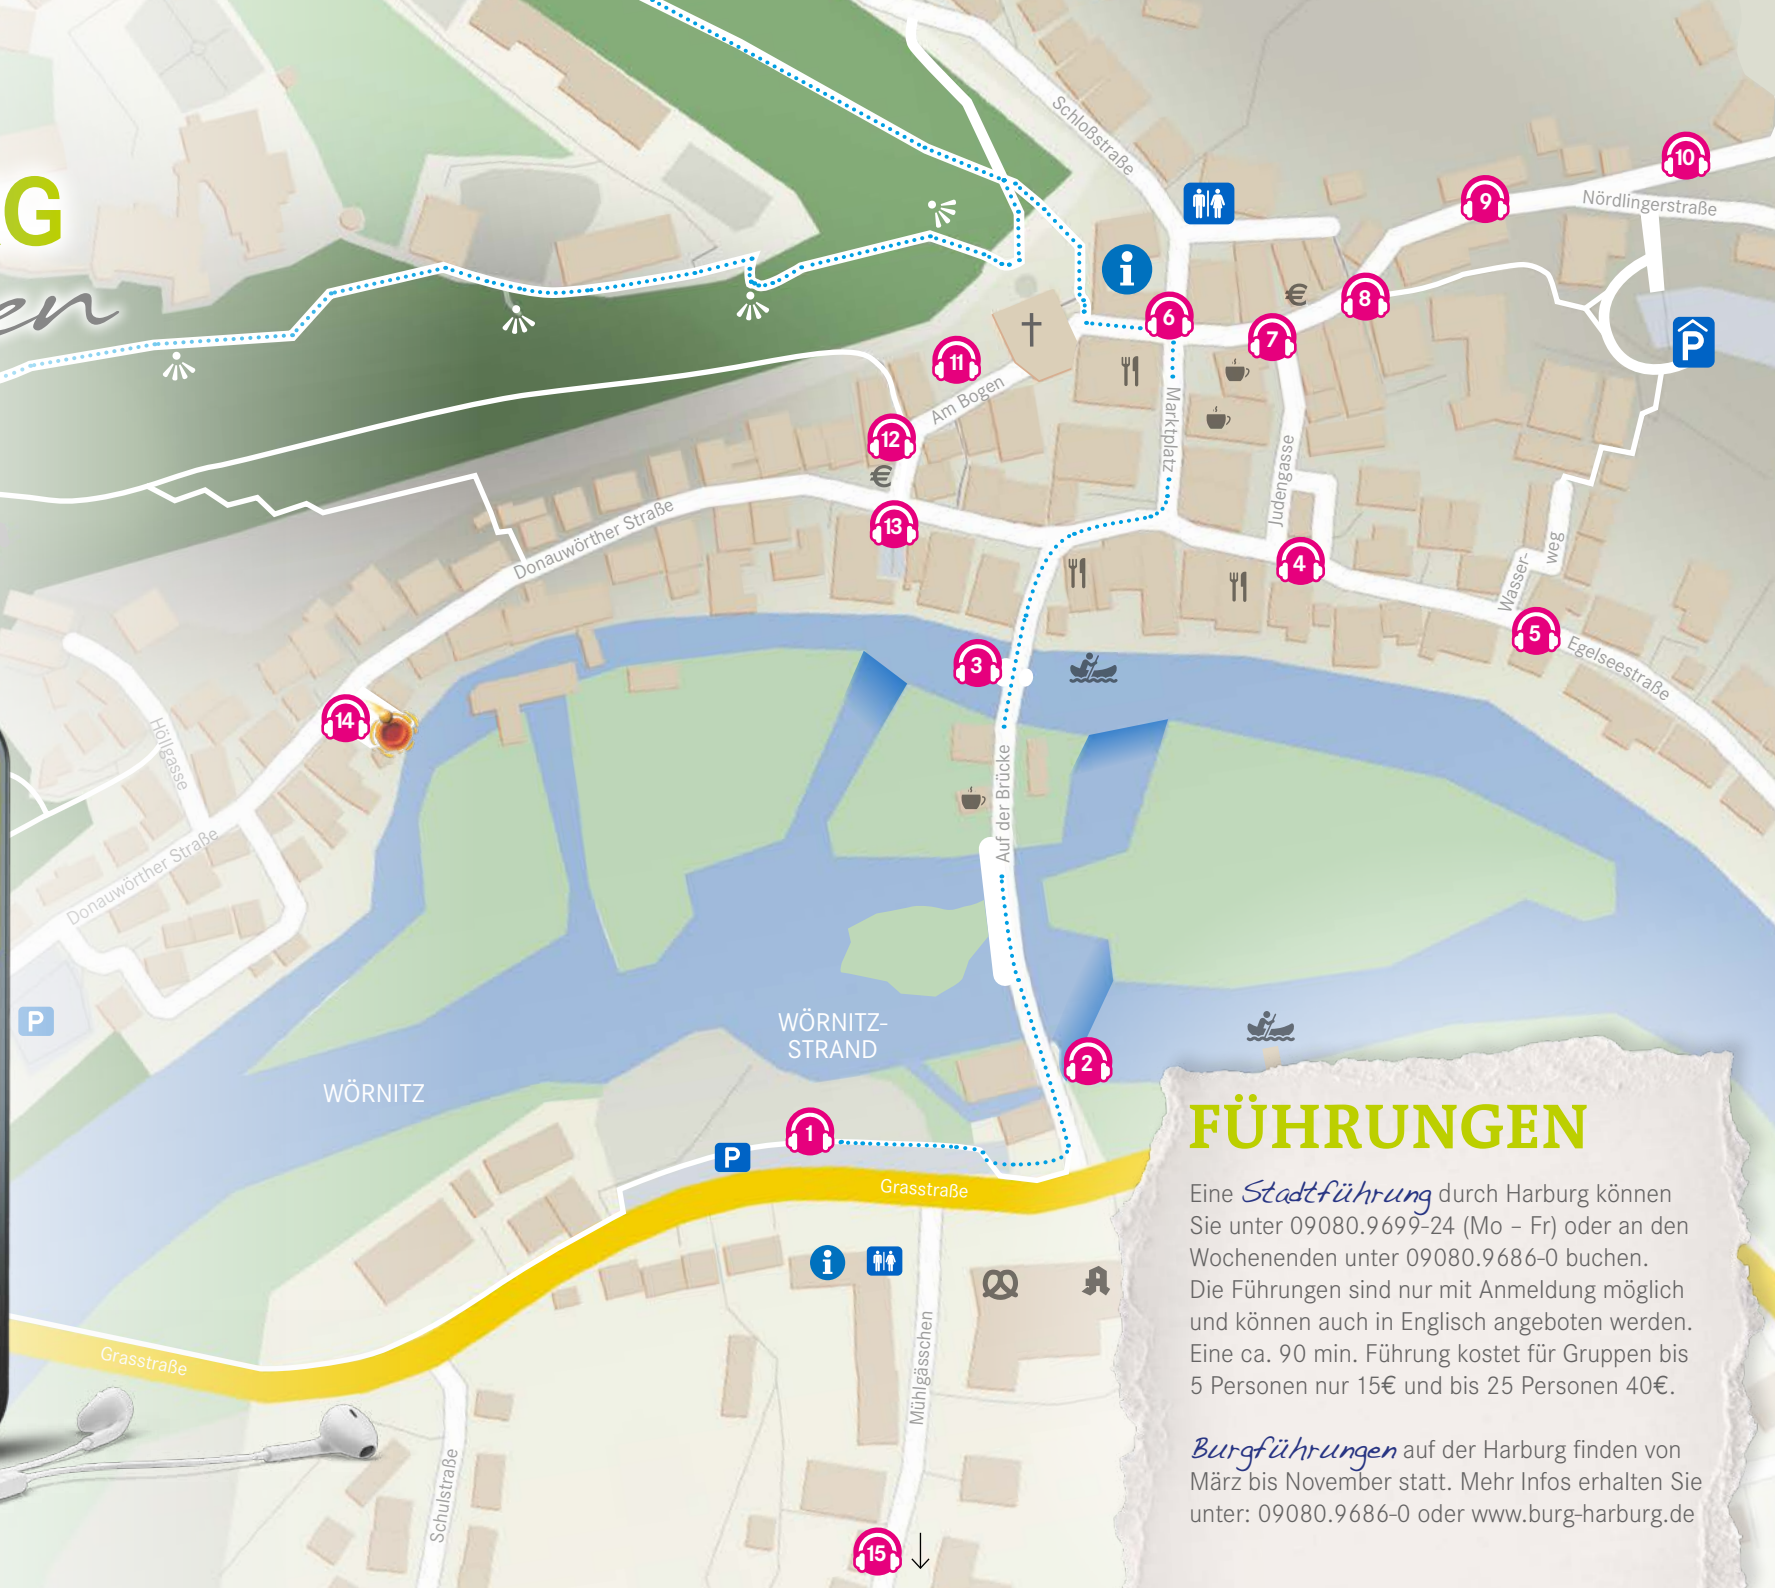 G
en
Schloßstraße
Nördlingerstraße
10
9
8
6
7
11
12
13
€
€
Am Bogen
Marktplatz
Judengasse
P
Donauwörther Straße
4
5
Wasser-
weg
Egelseestraße
3
14
Höllgasse
Donauwörther Straße
Auf der Brücke
P
WÖRNITZ-
STRAND
WÖRNITZ
2
1
P
Grasstraße
Grasstraße
Mühlgässchen
Schulstraße
15
i
i
A
FÜHRUNGEN
Eine Stadtführung durch Harburg können
Sie unter 09080.9699-24 (Mo – Fr) oder an den
Wochenenden unter 09080.9686-0 buchen.
Die Führungen sind nur mit Anmeldung möglich
und können auch in Englisch angeboten werden.
Eine ca. 90 min. Führung kostet für Gruppen bis
5 Personen nur 15€ und bis 25 Personen 40€.
Burgführungen auf der Harburg finden von
März bis November statt. Mehr Infos erhalten Sie
unter: 09080.9686-0 oder www.burg-harburg.de